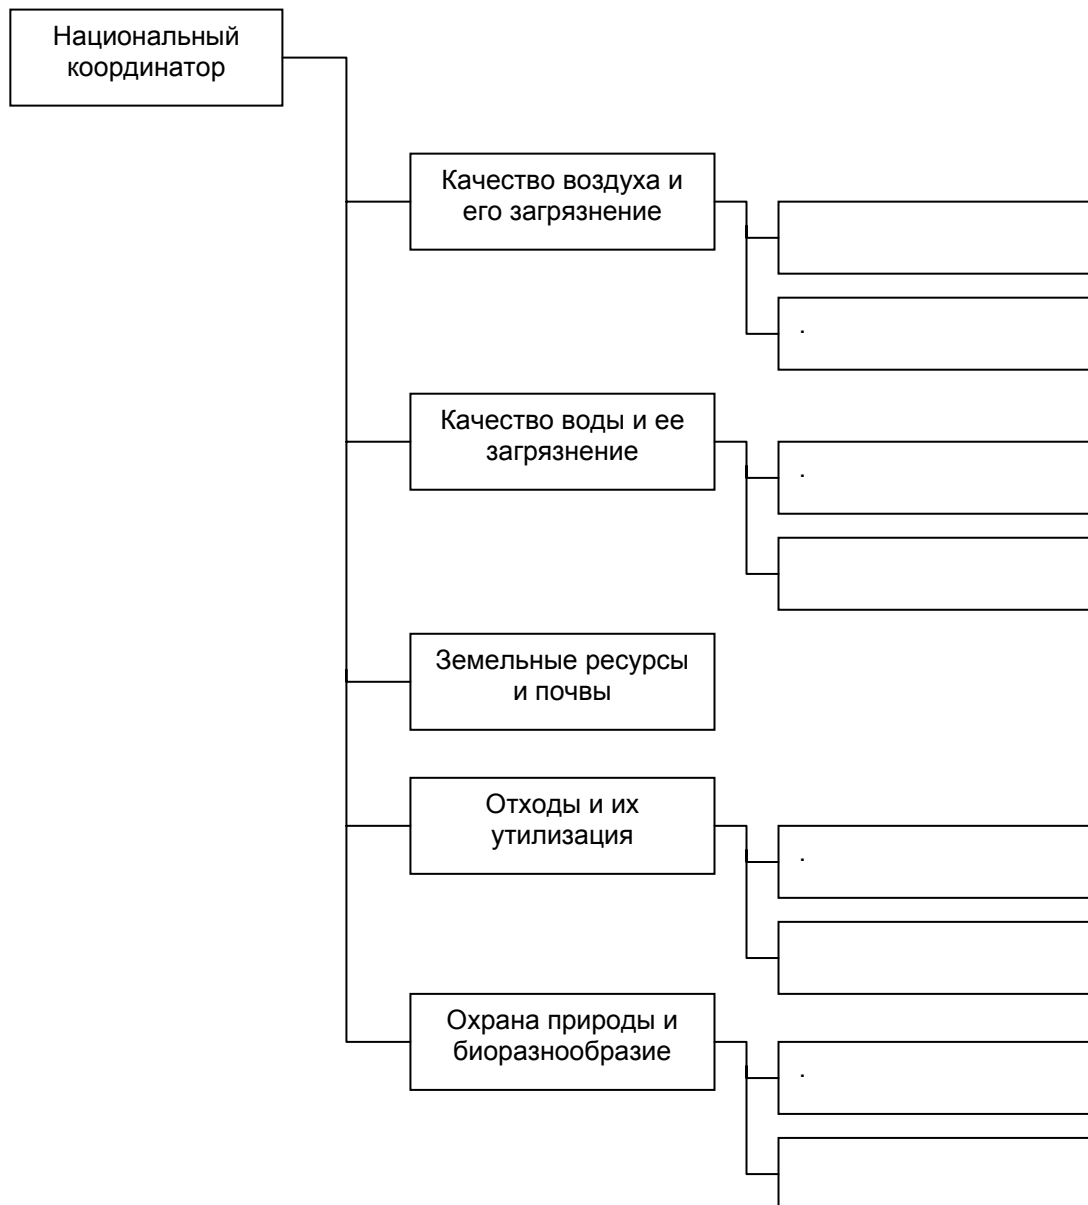 Национальный
координатор
Качество воздуха и
его загрязнение
.
Качество воды и ее
загрязнение
.
Земельные ресурсы
и почвы
Отходы и их
утилизация
.
Охрана природы и
биоразнообразие
.